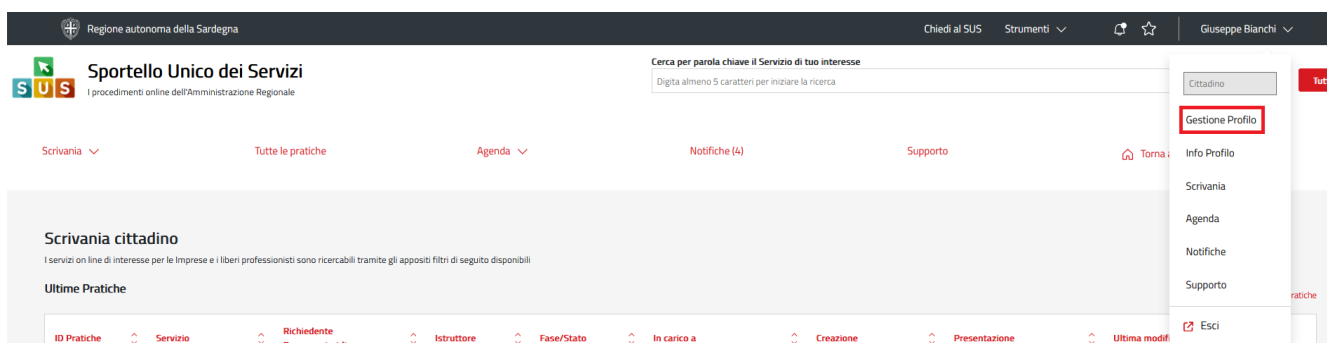 Regione autonoma della Sardegna
Chiedi al SUS
Strumenti
Giuseppe Bianchi
SUS
Sportello Unico dei Servizi
I procedimenti online dell'Amministrazione Regionale
Cerca per parola chiave il Servizio di tuo interesse
Digita almeno 5 caratteri per iniziare la ricerca
Scrivania
Tutte le pratiche
Agenda
Notifiche (4)
Supporto
Torna
Cittadino
Gestione Profilo
Info Profilo
Scrivania
Agenda
Notifiche
Supporto
Esci
Scrivania cittadino
I servizi on line di interesse per le Imprese e i liberi professionisti sono ricercabili tramite gli appositi filtri di seguito disponibili
Ultime Pratiche
ID Pratiche
Servizio
Richiedente
Istruttore
Fase/Stato
In carico a
Creazione
Presentazione
Ultima